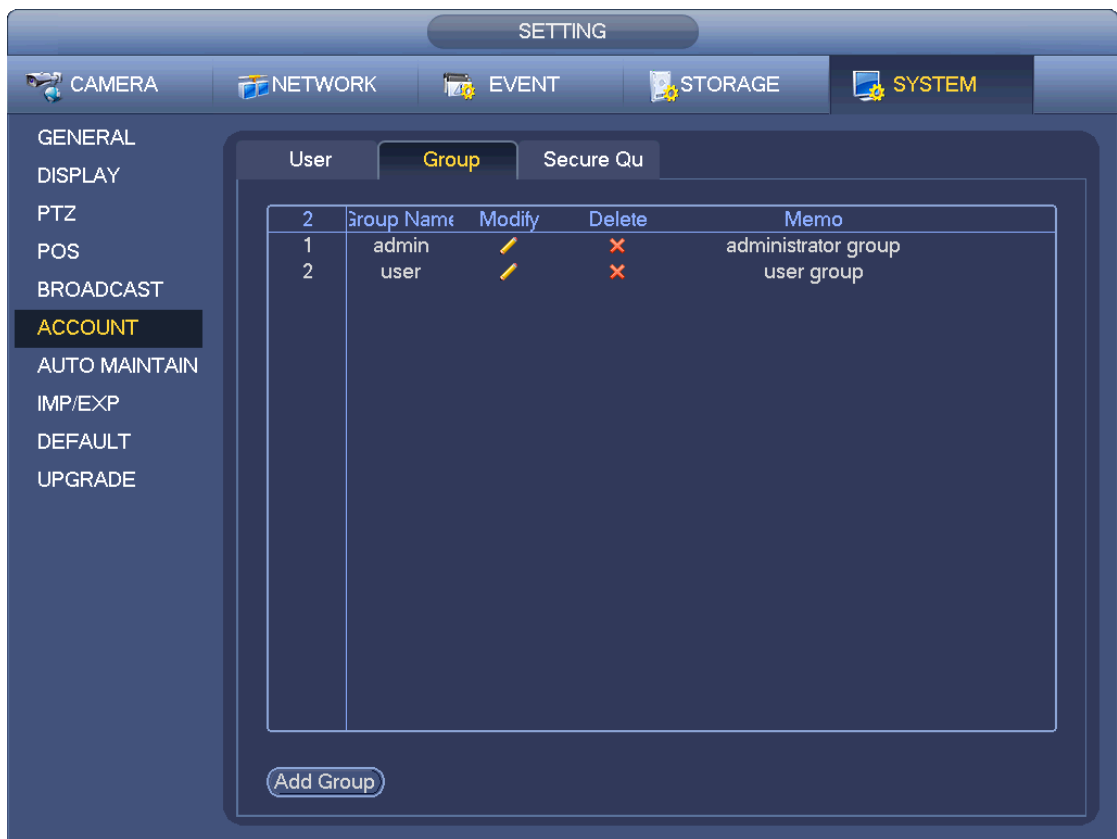 SETTING
CAMERA NETWORK EVENT STORAGE SYSTEM
GENERAL
DISPLAY
PTZ
POS
BROADCAST
ACCOUNT
AUTO MAINTAIN
IMP/EXP
DEFAULT
UPGRADE
User Group Secure Qu
2 Group Name Modify Delete Memo
1 admin administrator group
2 user user group
Add Group